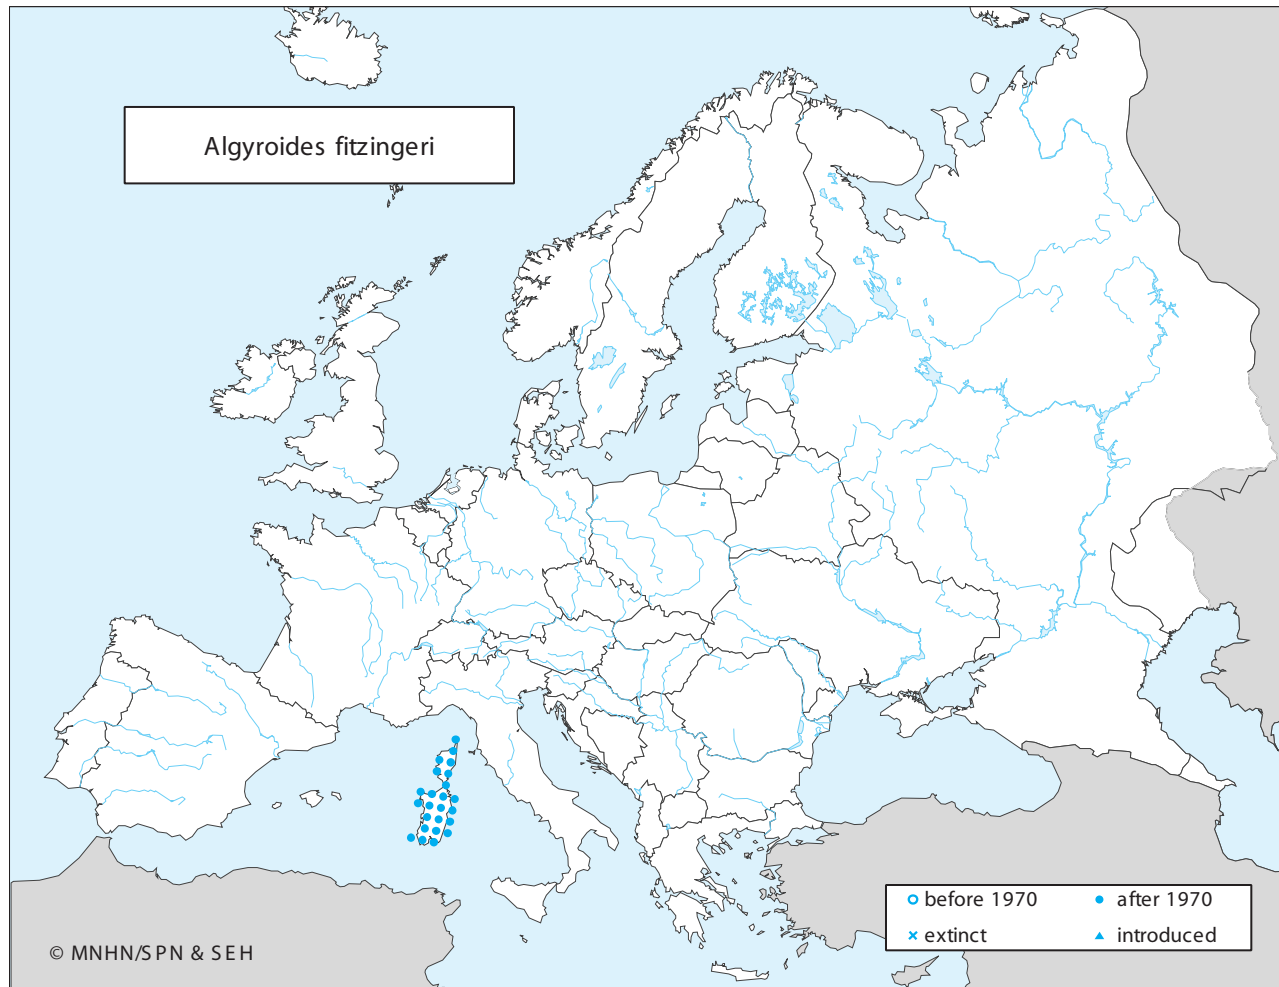 Algyroides fitzingeri
before 1970
after 1970
extinct
introduced
© MNHN/SPN & SEH